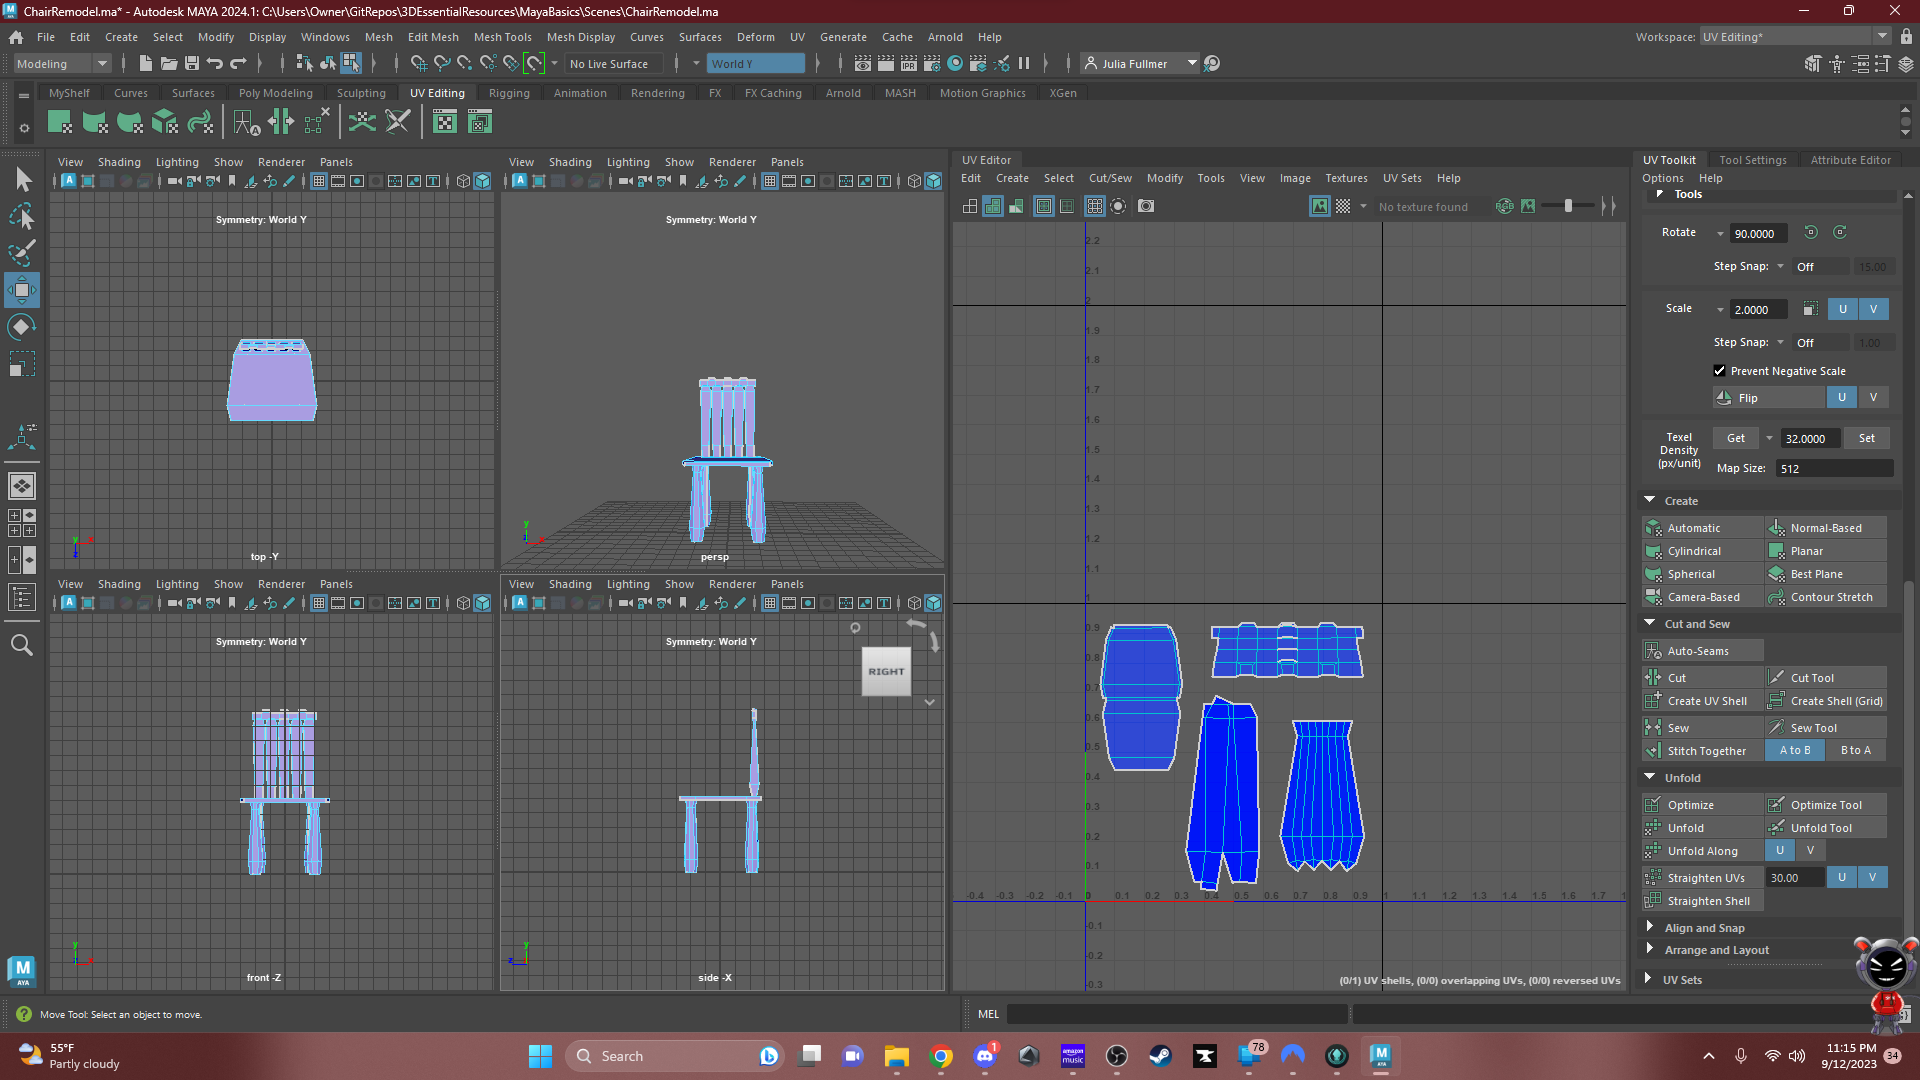 ChairRemodel.ma* - Autodesk MAYA 2024.1: C:\Users\Owner\GitRepos\3DEssentialResources\MayaBasics\Scenes\ChairRemodel.ma
File Edit Create Select Modify Display Windows Mesh Edit Mesh Mesh Tools Mesh Display Curves Surfaces Deform UV Generate Cache Arnold Help
Workspace: UV Editing*
Modeling
No Live Surface
World Y
Julia Fullmer
MyShelf Curves Surfaces Poly Modeling Sculpting UV Editing Rigging Animation Rendering FX FX Caching Arnold MASH Motion Graphics XGen
View Shading Lighting Show Renderer Panels
Symmetry: World Y
top -Y
View Shading Lighting Show Renderer Panels
Symmetry: World Y
persp
View Shading Lighting Show Renderer Panels
Symmetry: World Y
front -Z
View Shading Lighting Show Renderer Panels
Symmetry: World Y
RIGHT
side -X
UV Editor
Edit Create Select Cut/Sew Modify Tools View Image Textures UV Sets Help
No texture found
2.2
2.1
2
1.9
1.8
1.7
1.6
1.5
1.4
1.3
1.2
1.1
1
0.9
0.8
0.7
0.6
0.5
0.4
0.3
0.2
0.1
-0.4 -0.3 -0.2 -0.1 0 0.1 0.2 0.3 0.4 0.5 0.6 0.7 0.8 0.9 1 1.1 1.2 1.3 1.4 1.5 1.6 1.7 1.8
-0.1
-0.2
-0.3
(0/1) UV shells, (0/0) overlapping UVs, (0/0) reversed UVs
UV Toolkit Tool Settings Attribute Editor
Options Help
Tools
Rotate 90.0000
Step Snap: Off 15.00
Scale 2.0000 U V
Step Snap: Off 1.00
Prevent Negative Scale
Flip U V
Texel Density (px/unit) Get 32.0000 Set
Map Size: 512
Create
Automatic Normal-Based
Cylindrical Planar
Spherical Best Plane
Camera-Based Contour Stretch
Cut and Sew
Auto-Seams
Cut Cut Tool
Create UV Shell Create Shell (Grid)
Sew Sew Tool
Stitch Together A to B B to A
Unfold
Optimize Optimize Tool
Unfold Unfold Tool
Unfold Along U V
Straighten UVs 30.00 U V
Straighten Shell
Align and Snap
Arrange and Layout
UV Sets
M
AYA
Move Tool: Select an object to move.
MEL
55°F
Partly cloudy
Search
amazon music
1
78
11:15 PM
9/12/2023
34